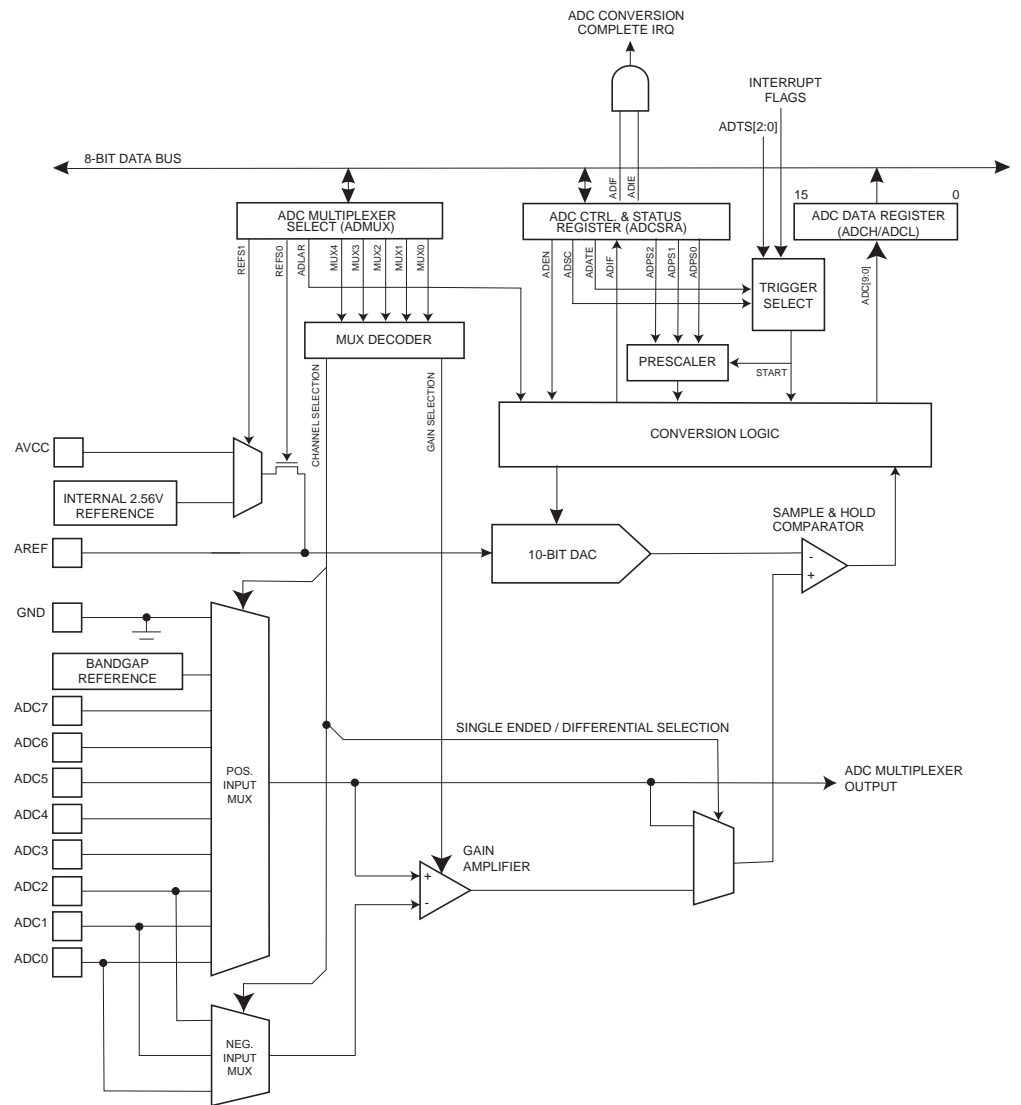 ADC CONVERSION
COMPLETE IRQ
INTERRUPT
FLAGS
ADTS[2:0]
8-BIT DATA BUS
ADIF
ADIE
15
0
ADC MULTIPLEXER
SELECT (ADMUX)
ADC CTRL. & STATUS
REGISTER (ADCSRA)
ADC DATA REGISTER
(ADCH/ADCL)
REFS1
REFS0
ADLAR
MUX4
MUX3
MUX2
MUX1
MUX0
ADEN
ADSC
ADATE
ADIF
ADPS2
ADPS1
ADPS0
ADC[9:0]
TRIGGER
SELECT
MUX DECODER
PRESCALER
START
CHANNEL SELECTION
GAIN SELECTION
CONVERSION LOGIC
AVCC
INTERNAL 2.56V
REFERENCE
SAMPLE & HOLD
COMPARATOR
AREF
10-BIT DAC
-
+
GND
BANDGAP
REFERENCE
ADC7
SINGLE ENDED / DIFFERENTIAL SELECTION
ADC6
ADC5
POS.
INPUT
MUX
ADC MULTIPLEXER
OUTPUT
ADC4
ADC3
GAIN
AMPLIFIER
+
-
ADC2
ADC1
ADC0
NEG.
INPUT
MUX